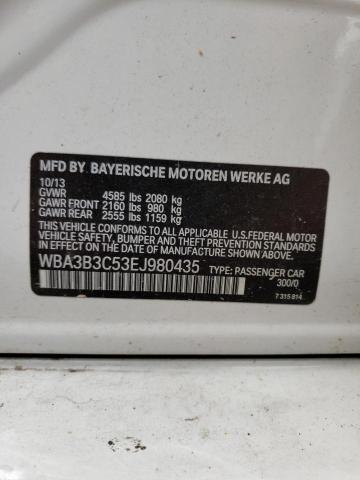 MFD BY BAYERISCHE MOTOREN WERKE AG
10/13
GVWR 4585 lbs 2080 kg
GAWR FRONT 2160 lbs 980 kg
GAWR REAR 2555 lbs 1159 kg
THIS VEHICLE CONFORMS TO ALL APPLICABLE U.S.FEDERAL MOTOR
VEHICLE SAFETY, BUMPER, AND THEFT PREVENTION
STANDARDS IN EFFECT ON THE
DATE OF MANUFACTURE SHOWN ABOVE.
WBA3B3C53EJ980435 TYPE: PASSENGER CAR
300/0
7 315 814